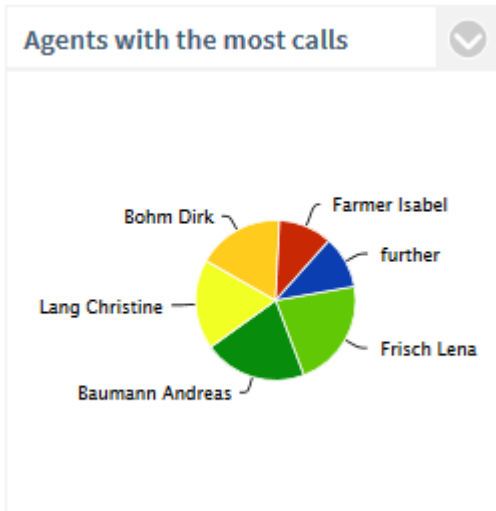 Agents with the most calls
Farmer Isabel
Bohm Dirk
further
Lang Christine
Frisch Lena
Baumann Andreas